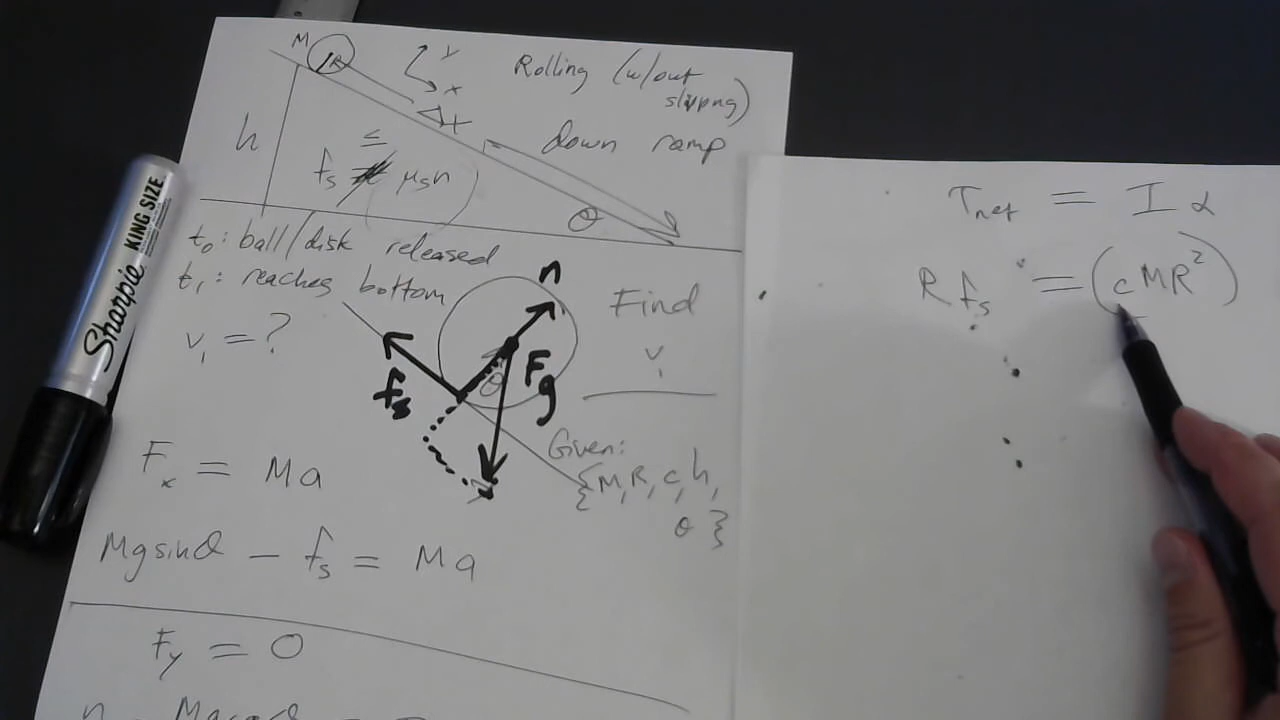 M
R
Y
X
Rolling (w/out
slipping)
down ramp
Δx
h
≤
fs μsn
θ
t₀: ball/disk released
t₁: reaches bottom
v₁ = ?
n
Fg
fs
θ
Find
v₁
Given:
{M, R, c, h,
θ}
Fx = Ma
Mg sinθ - fs = Ma
Fy = 0
Sharpie KING SIZE
τnet = Iα
R fs = (cMR²)